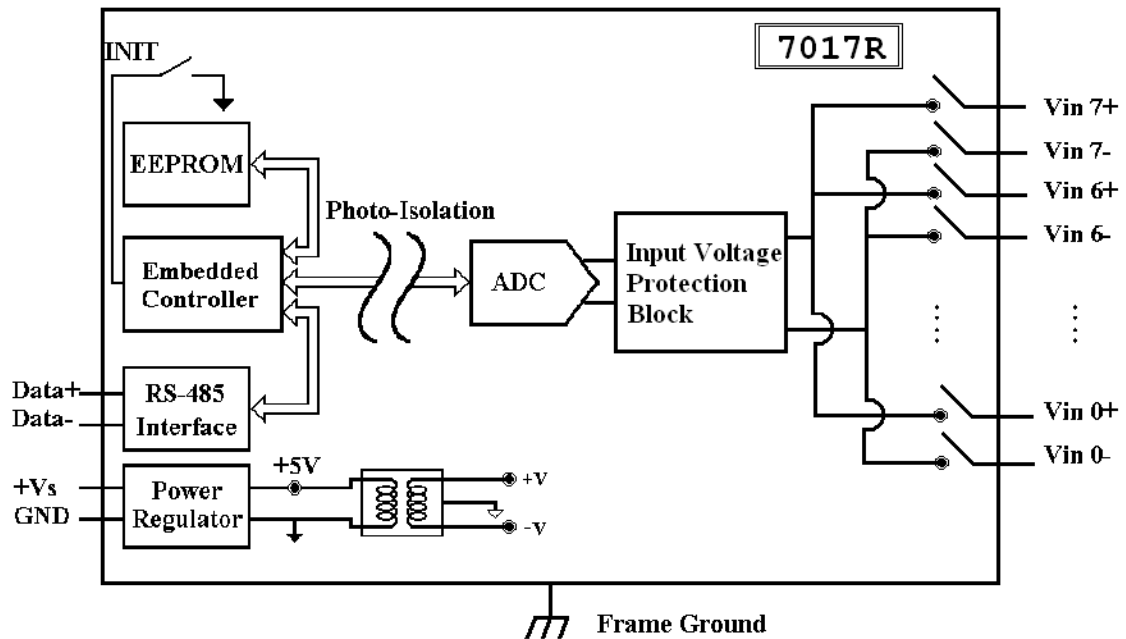 7017R
INIT
EEPROM
Photo-Isolation
Embedded
Controller
ADC
Input Voltage
Protection
Block
Vin 7+
Vin 7-
Vin 6+
Vin 6-
Data+
Data-
RS-485
Interface
Vin 0+
Vin 0-
+Vs
GND
Power
Regulator
+5V
+V
-V
Frame Ground